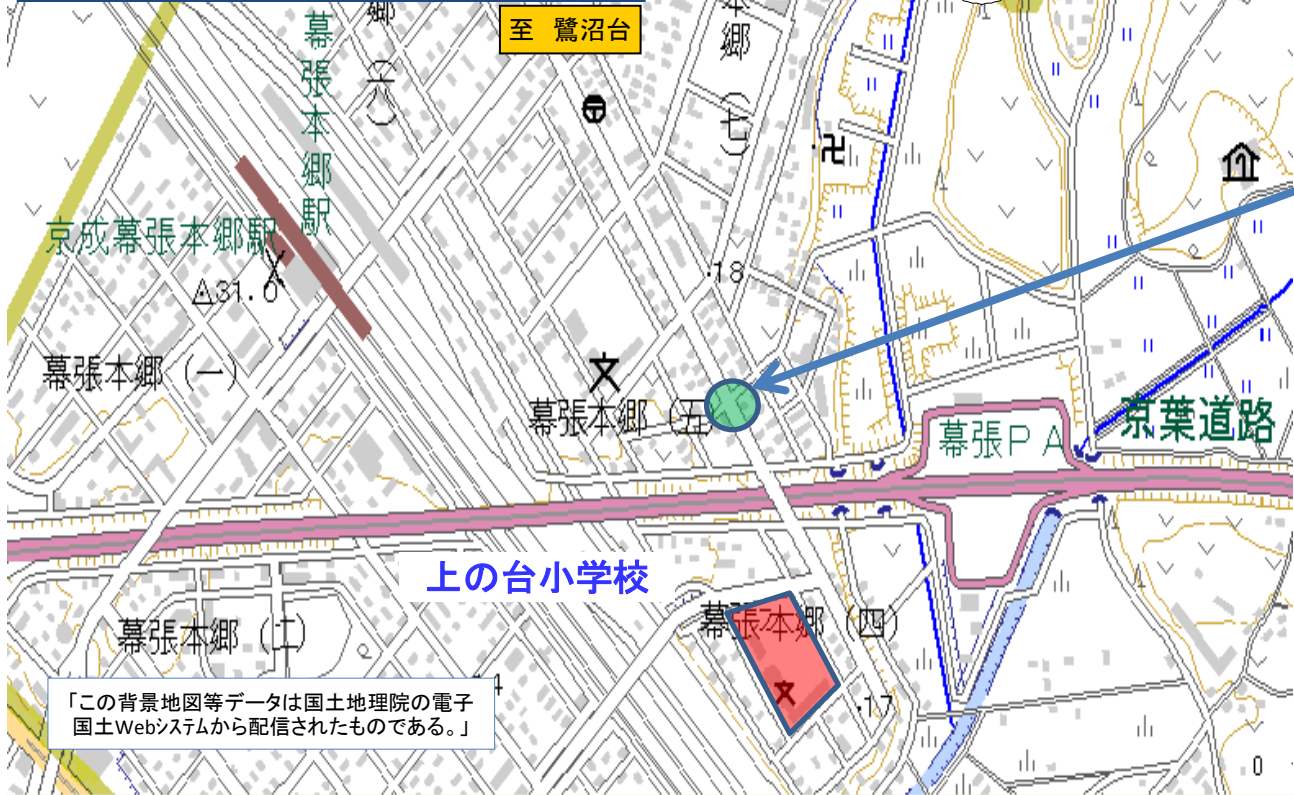 至 鷺沼台
幕張本郷駅
郷(六)
本郷(七)
京成幕張本郷駅
31.0
.18
幕張本郷(一)
幕張本郷(五)
幕張PA
京葉道路
上の台小学校
幕張本郷(二)
幕張本郷(四)
.17
「この背景地図等データは国土地理院の電子
国土Webシステムから配信されたものである。」
0